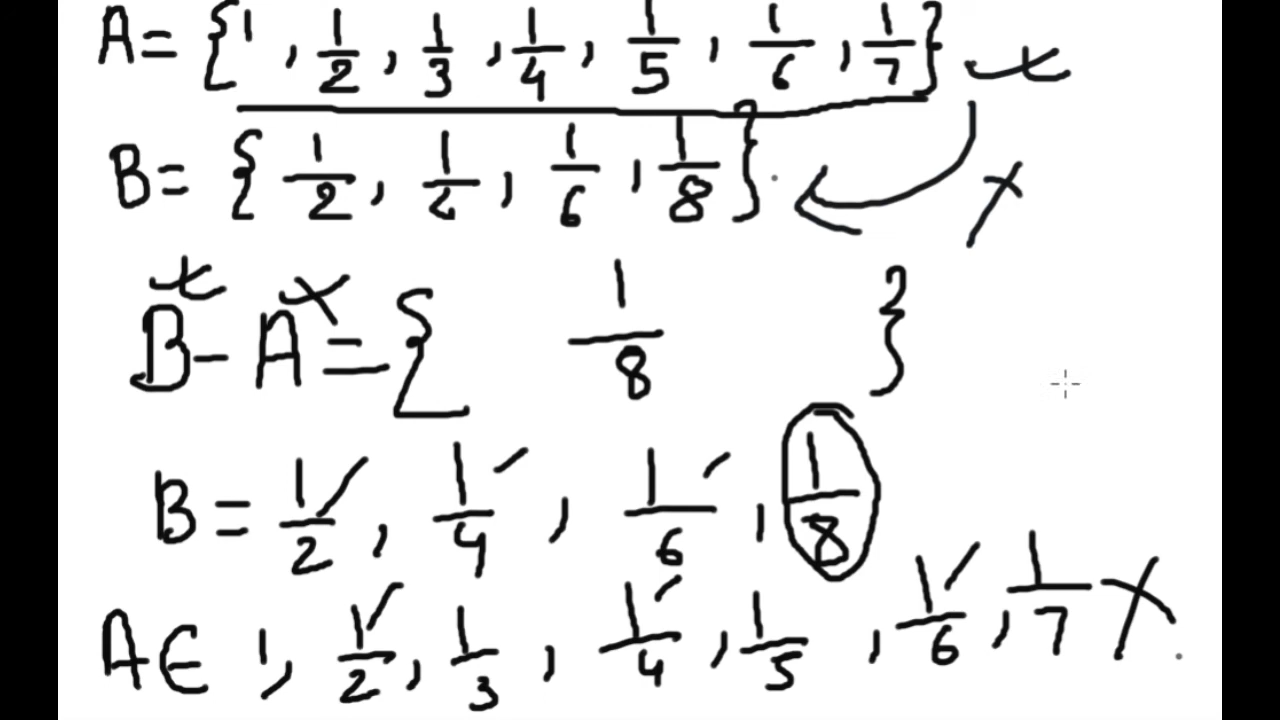 A = {1, 1/2, 1/3, 1/4, 1/5, 1/6, 1/7}
B = {1/2, 1/4, 1/6, 1/8}
B - A = {1/8}
B = 1/2, 1/4, 1/6, 1/8
A ∈ 1, 1/2, 1/3, 1/4, 1/5, 1/6, 1/7